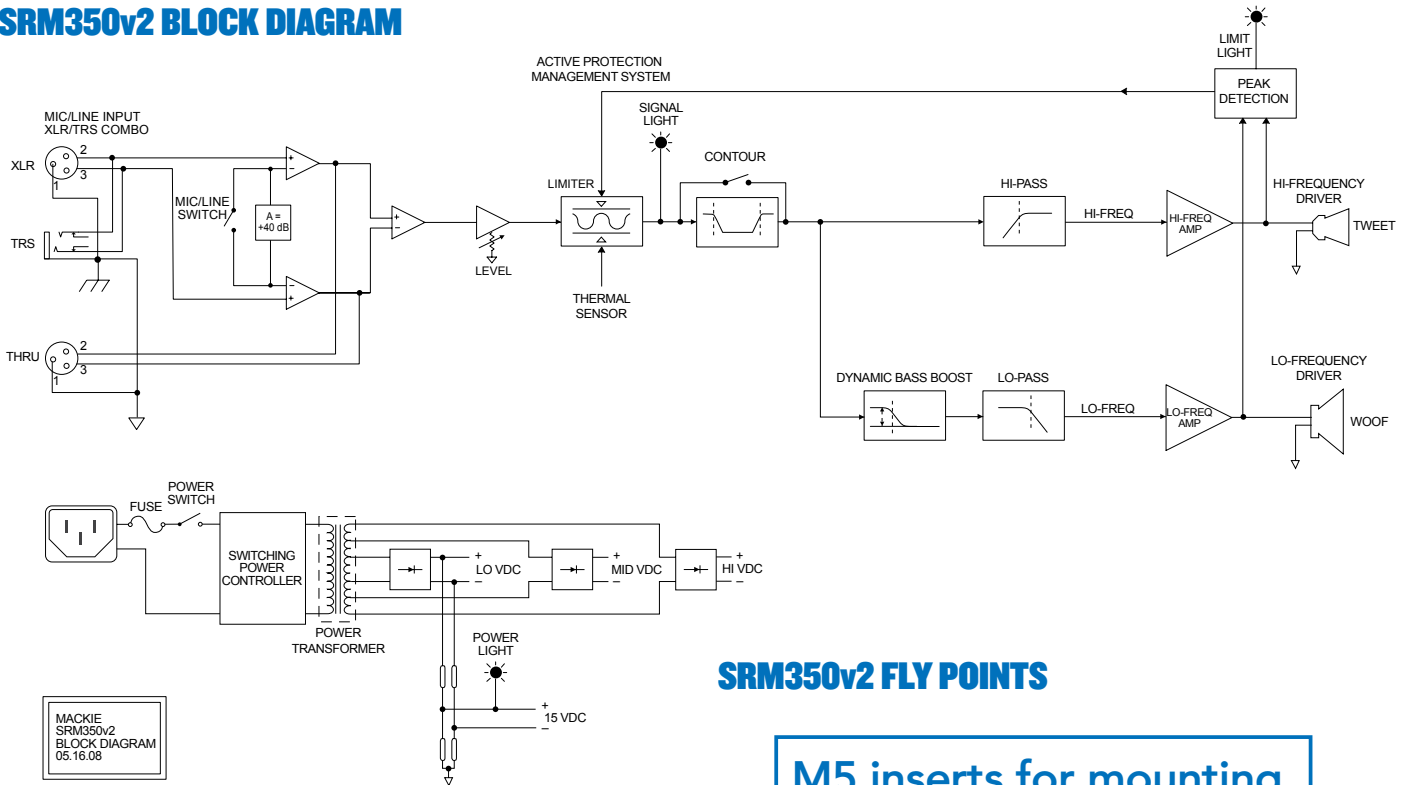 SRM350v2 BLOCK DIAGRAM
LIMIT
LIGHT
ACTIVE PROTECTION
MANAGEMENT SYSTEM
PEAK
DETECTION
SIGNAL
LIGHT
MIC/LINE INPUT
XLR/TRS COMBO
XLR
2
3
1
CONTOUR
LIMITER
HI-PASS
HI-FREQUENCY
DRIVER
MIC/LINE
SWITCH
A =
+40 dB
+
−
+
−
−
+
HI-FREQ
HI-FREQ
AMP
TWEET
TRS
LEVEL
THERMAL
SENSOR
THRU
2
3
1
DYNAMIC BASS BOOST
LO-PASS
LO-FREQUENCY
DRIVER
LO-FREQ
LO-FREQ
AMP
WOOF
POWER
SWITCH
FUSE
SWITCHING
POWER
CONTROLLER
+
LO VDC
−
+
MID VDC
−
+
HI VDC
−
POWER
TRANSFORMER
POWER
LIGHT
+
15 VDC
−
MACKIE
SRM350v2
BLOCK DIAGRAM
05.16.08
SRM350v2 FLY POINTS
M5 inserts for mounting